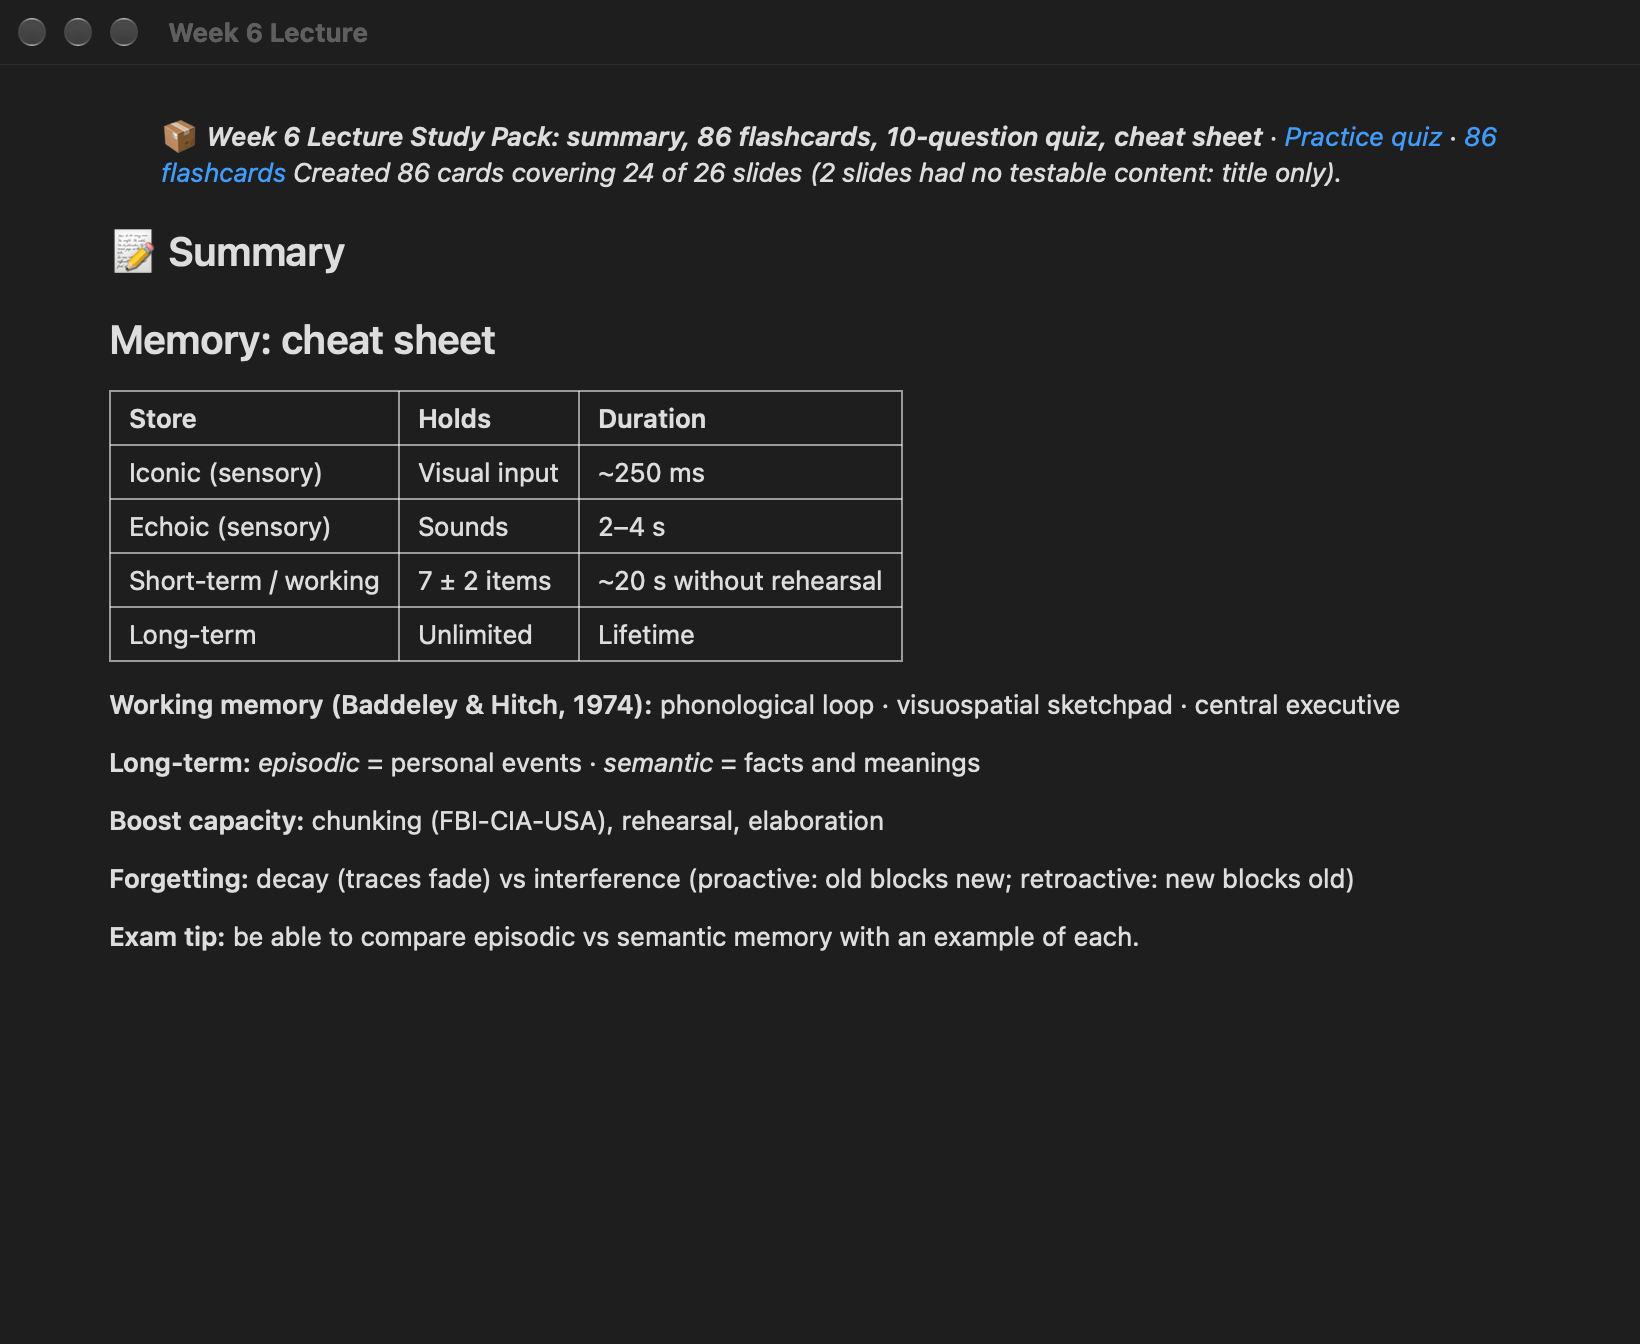 Week 6 Lecture
📦 Week 6 Lecture Study Pack: summary, 86 flashcards, 10-question quiz, cheat sheet · Practice quiz · 86
flashcards Created 86 cards covering 24 of 26 slides (2 slides had no testable content: title only).
📝 Summary
Memory: cheat sheet
Store Holds Duration
Iconic (sensory) Visual input ~250 ms
Echoic (sensory) Sounds 2–4 s
Short-term / working 7 ± 2 items ~20 s without rehearsal
Long-term Unlimited Lifetime
Working memory (Baddeley & Hitch, 1974): phonological loop · visuospatial sketchpad · central executive
Long-term: episodic = personal events · semantic = facts and meanings
Boost capacity: chunking (FBI-CIA-USA), rehearsal, elaboration
Forgetting: decay (traces fade) vs interference (proactive: old blocks new; retroactive: new blocks old)
Exam tip: be able to compare episodic vs semantic memory with an example of each.